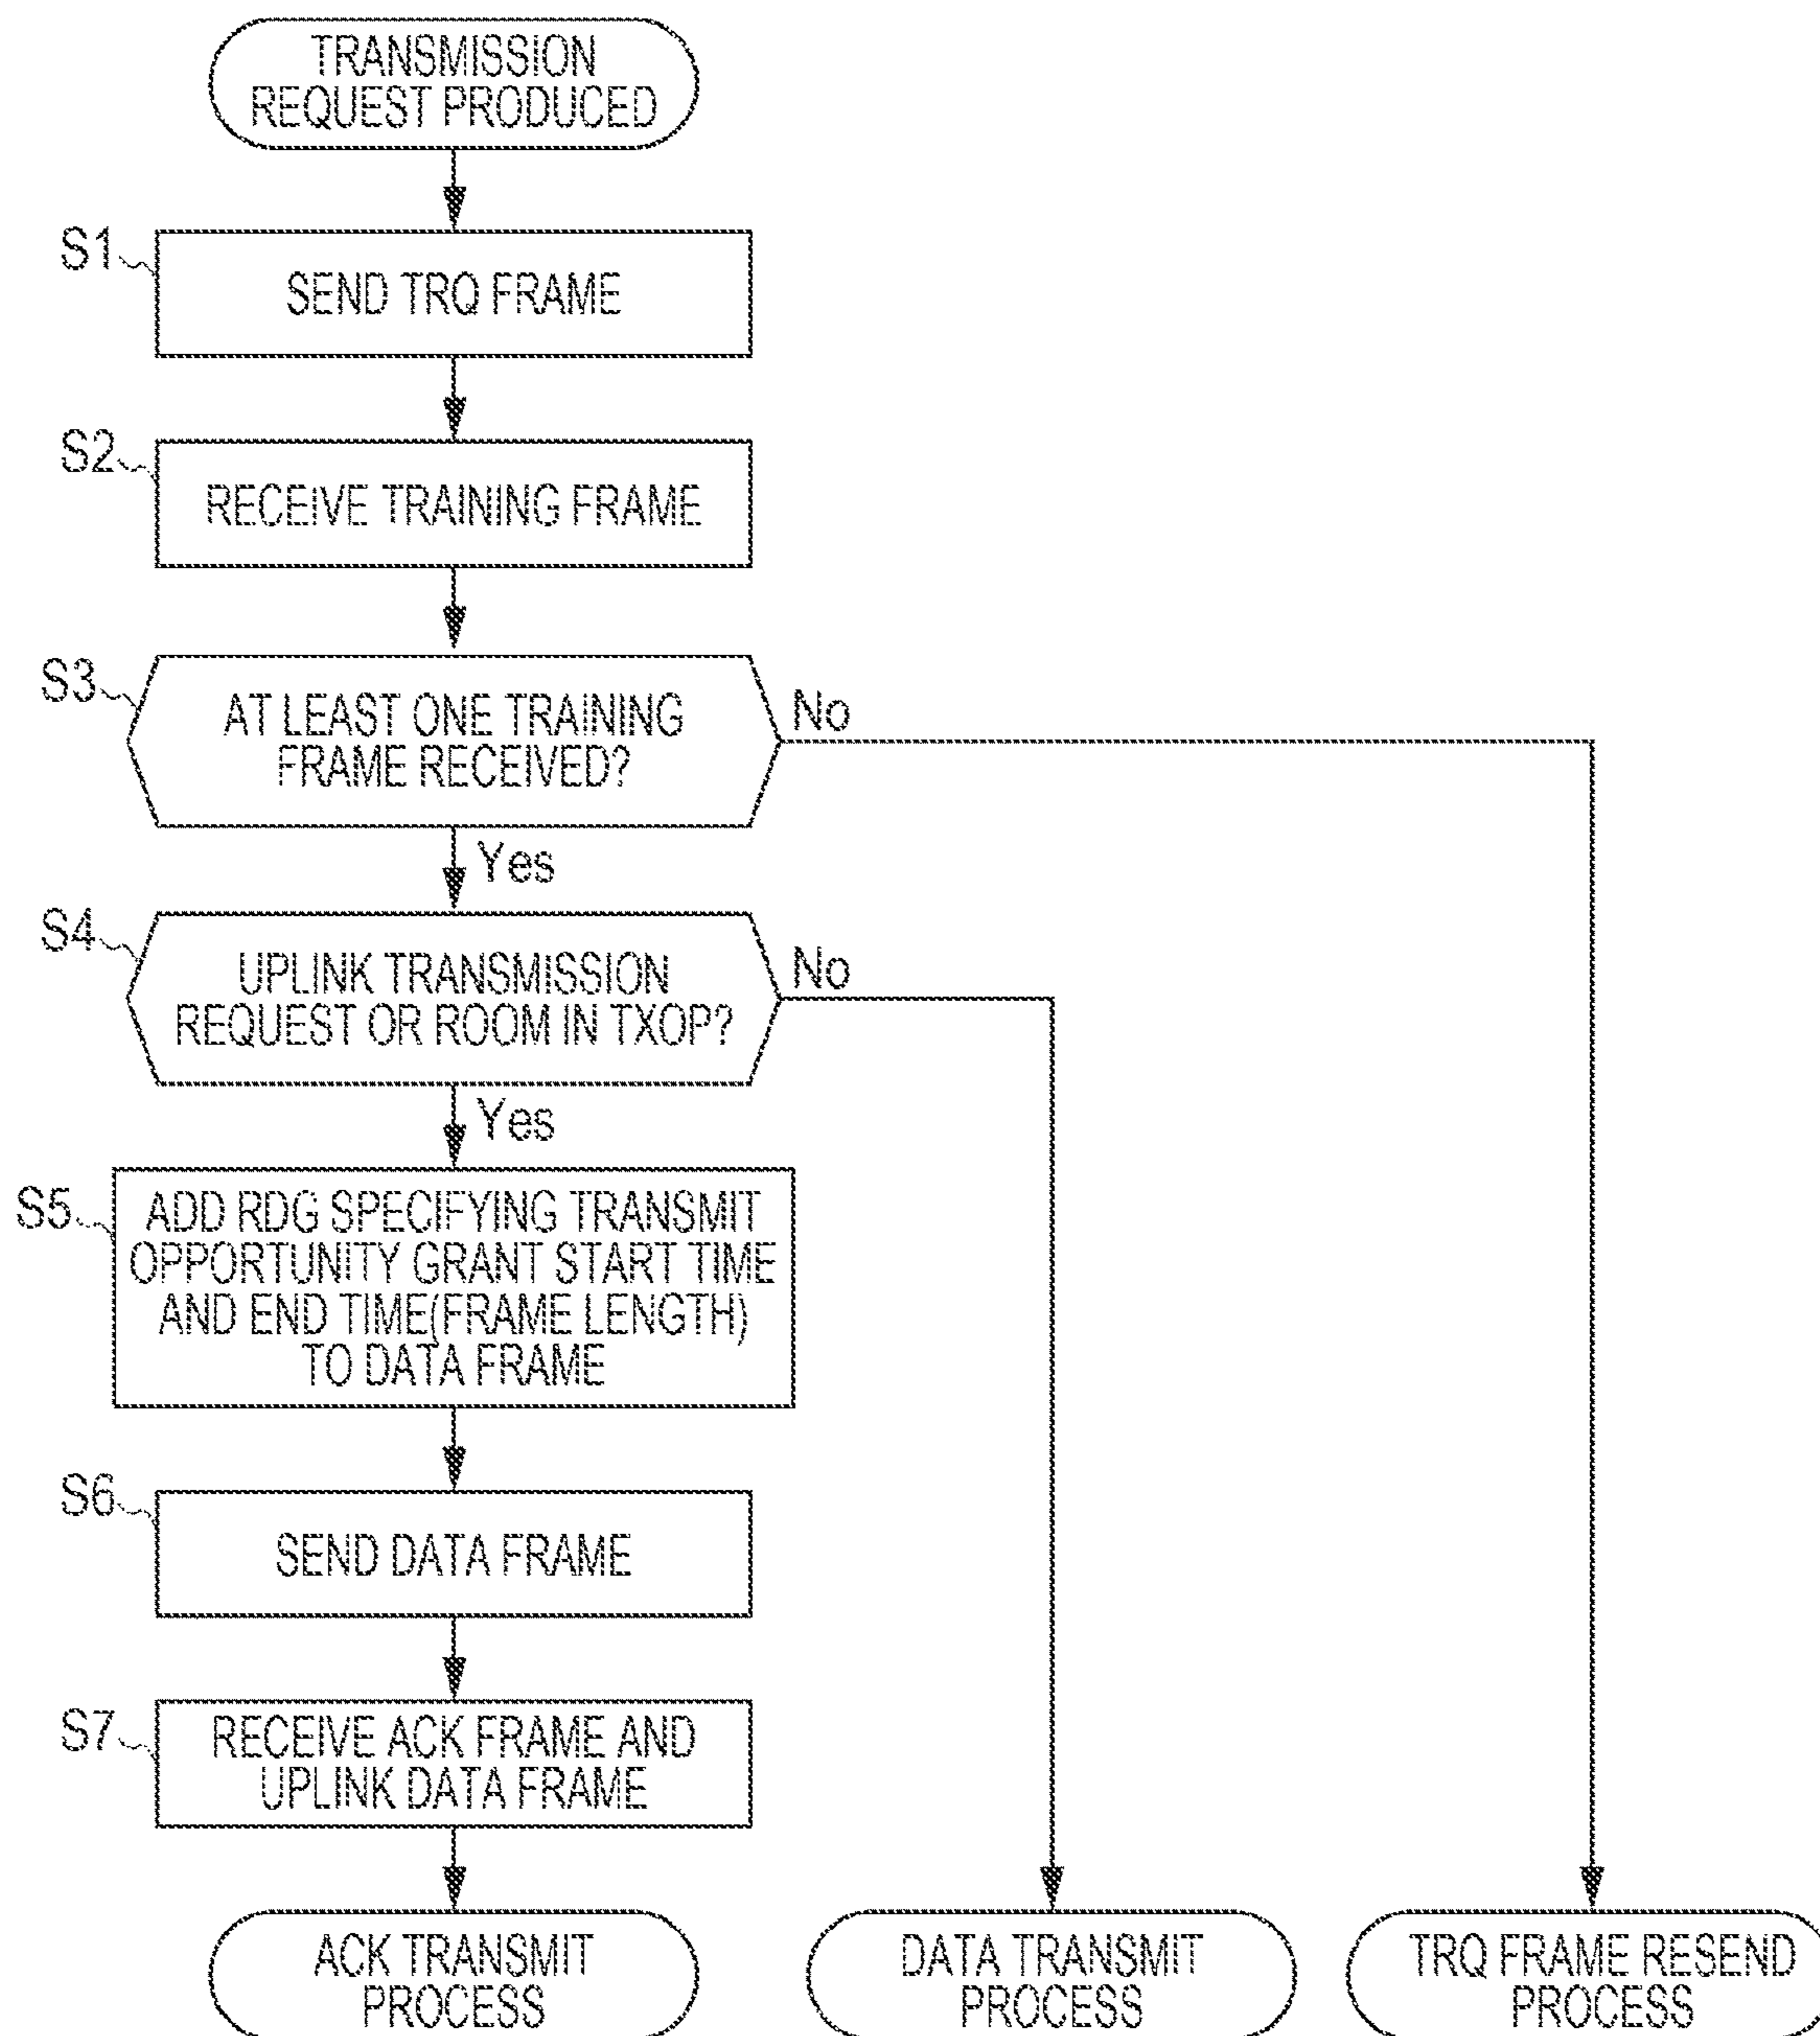 TRANSMISSION
REQUEST PRODUCED
S1
SEND TRQ FRAME
S2
RECEIVE TRAINING FRAME
S3
AT LEAST ONE TRAINING
FRAME RECEIVED?
No
Yes
S4
UPLINK TRANSMISSION
REQUEST OR ROOM IN TXOP?
No
Yes
S5
ADD RDG SPECIFYING TRANSMIT
OPPORTUNITY GRANT START TIME
AND END TIME(FRAME LENGTH)
TO DATA FRAME
S6
SEND DATA FRAME
S7
RECEIVE ACK FRAME AND
UPLINK DATA FRAME
ACK TRANSMIT
PROCESS
DATA TRANSMIT
PROCESS
TRQ FRAME RESEND
PROCESS